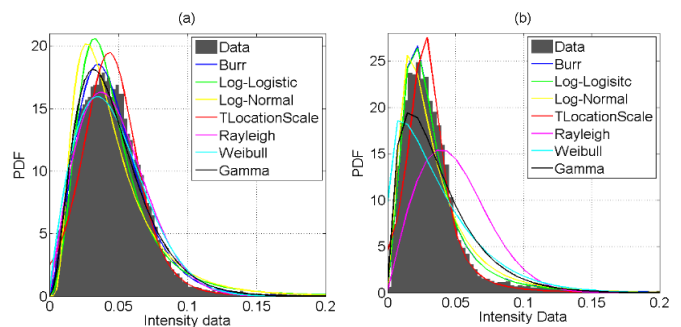 (a)
20
15
10
5
0
PDF
0
0.05
0.1
0.15
0.2
Intensity data
Data
Burr
Log-Logistic
Log-Normal
TLocationScale
Rayleigh
Weibull
Gamma
(b)
25
20
15
10
5
0
PDF
0
0.05
0.1
0.15
0.2
Intensity Data
Data
Burr
Log-Logisitc
Log-Normal
TLocationScale
Rayleigh
Weibull
Gamma